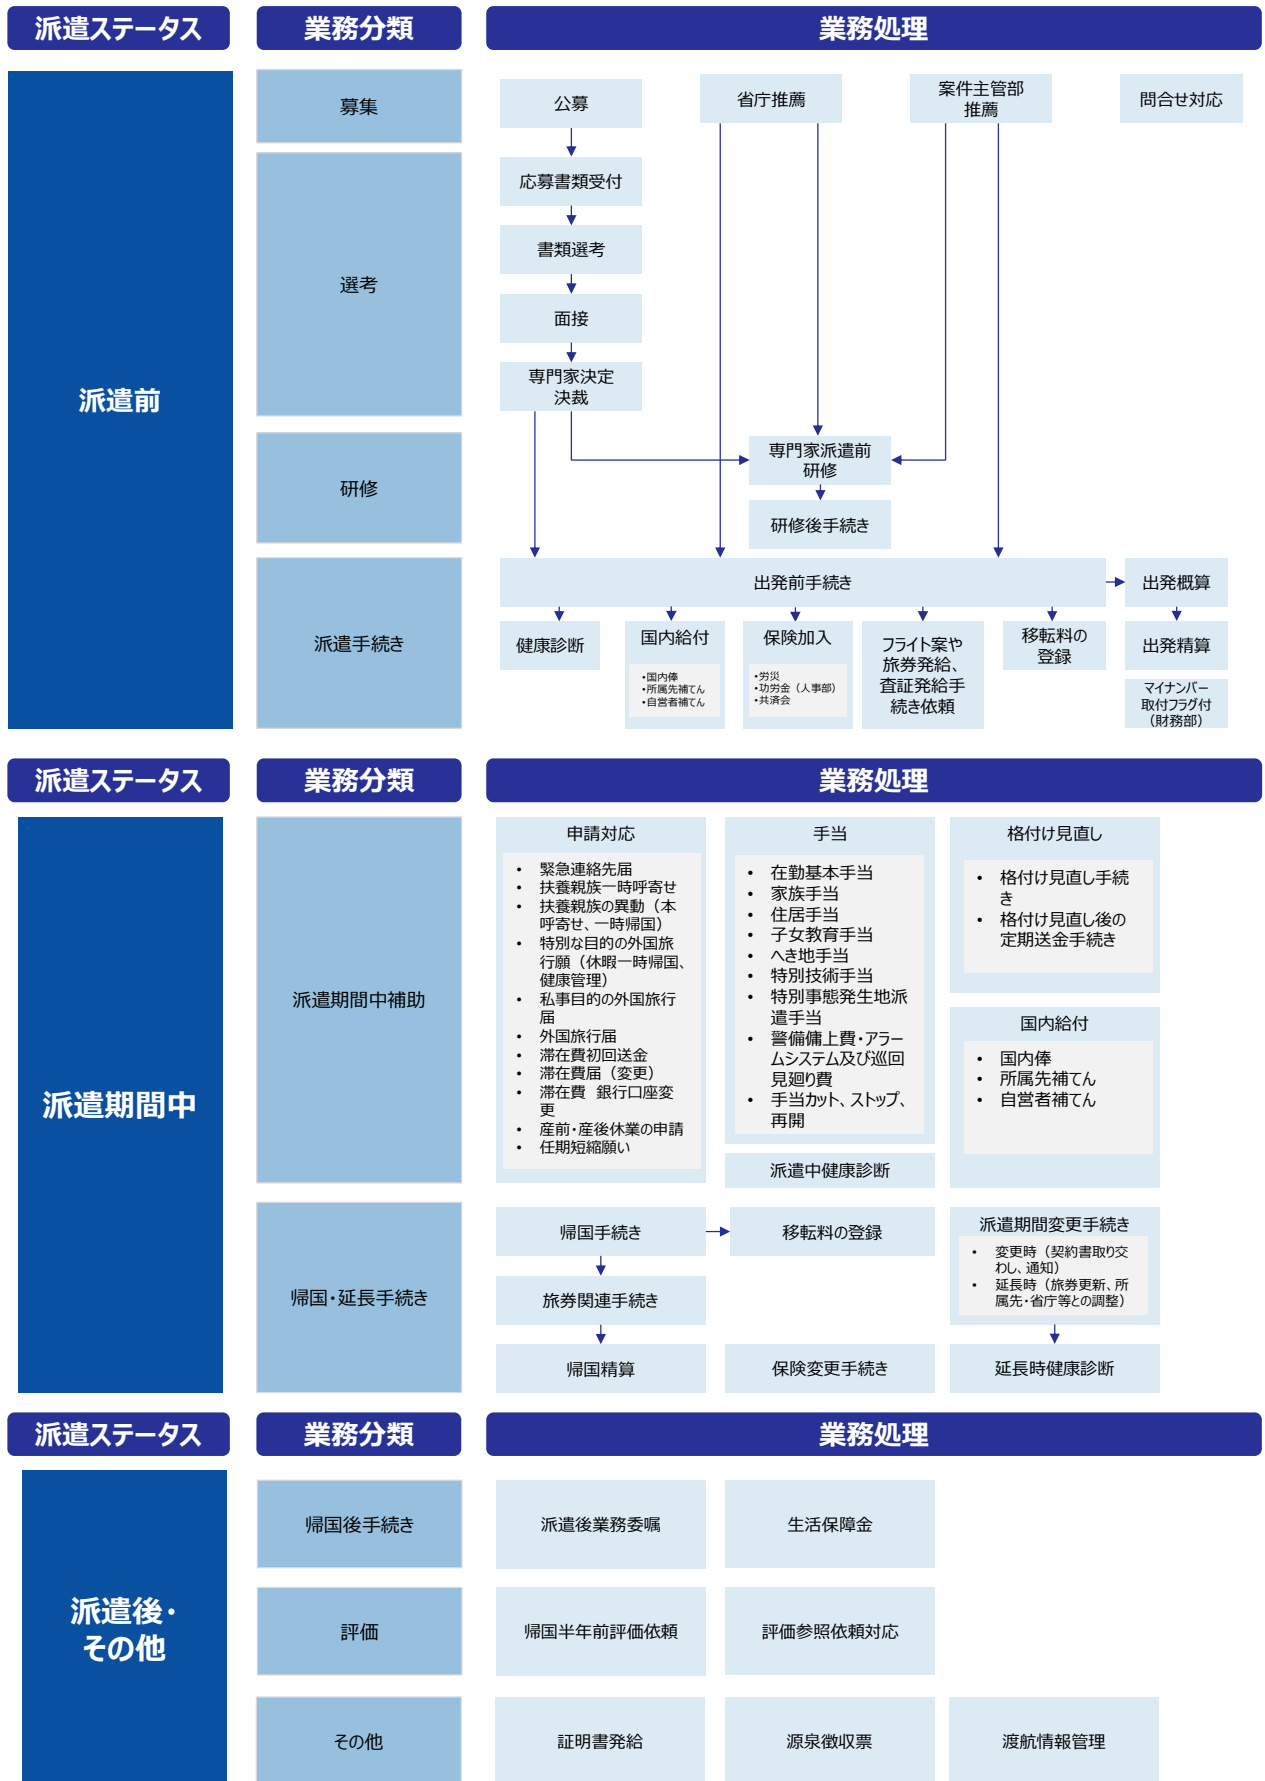 派遣ステータス
業務分類
業務処理
派遣前
募集
公募
省庁推薦
案件主管部
推薦
問合せ対応
選考
応募書類受付
書類選考
面接
専門家決定
決裁
研修
専門家派遣前
研修
研修後手続き
派遣手続き
出発前手続き
出発概算
健康診断
国内給付
•国内俸
•所属先補てん
•自営者補てん
保険加入
•労災
•功労金（人事部）
•共済会
フライト案や
旅券発給、
査証発給手
続き依頼
移転料の
登録
出発精算
マイナンバー
取付フラグ付
（財務部）
派遣ステータス
業務分類
業務処理
派遣期間中
派遣期間中補助
申請対応
• 緊急連絡先届
• 扶養親族一時呼寄せ
• 扶養親族の異動（本
呼寄せ、一時帰国）
• 特別な目的の外国旅
行願（休暇一時帰国、
健康管理）
• 私事目的の外国旅行
届
• 外国旅行届
• 滞在費初回送金
• 滞在費届（変更）
• 滞在費　銀行口座変
更
• 産前・産後休業の申請
• 任期短縮願い
手当
• 在勤基本手当
• 家族手当
• 住居手当
• 子女教育手当
• へき地手当
• 特別技術手当
• 特別事態発生地派
遣手当
• 警備傭上費・アラー
ムシステム及び巡回
見廻り費
• 手当カット、ストップ、
再開
派遣中健康診断
格付け見直し
• 格付け見直し手続
き
• 格付け見直し後の
定期送金手続き
国内給付
• 国内俸
• 所属先補てん
• 自営者補てん
帰国・延長手続き
帰国手続き
移転料の登録
派遣期間変更手続き
• 変更時（契約書取り交
わし、通知）
• 延長時（旅券更新、所
属先・省庁等との調整）
旅券関連手続き
帰国精算
保険変更手続き
延長時健康診断
派遣ステータス
業務分類
業務処理
派遣後・
その他
帰国後手続き
派遣後業務委嘱
生活保障金
評価
帰国半年前評価依頼
評価参照依頼対応
その他
証明書発給
源泉徴収票
渡航情報管理